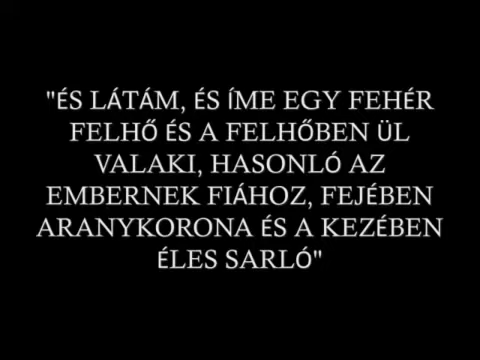 "ÉS LÁTÁM, ÉS ÍME EGY FEHÉR
FELHŐ ÉS A FELHŐBEN ÜL
VALAKI, HASONLÓ AZ
EMBERNEK FIÁHOZ, FEJÉBEN
ARANYKORONA ÉS A KEZÉBEN
ÉLES SARLÓ"